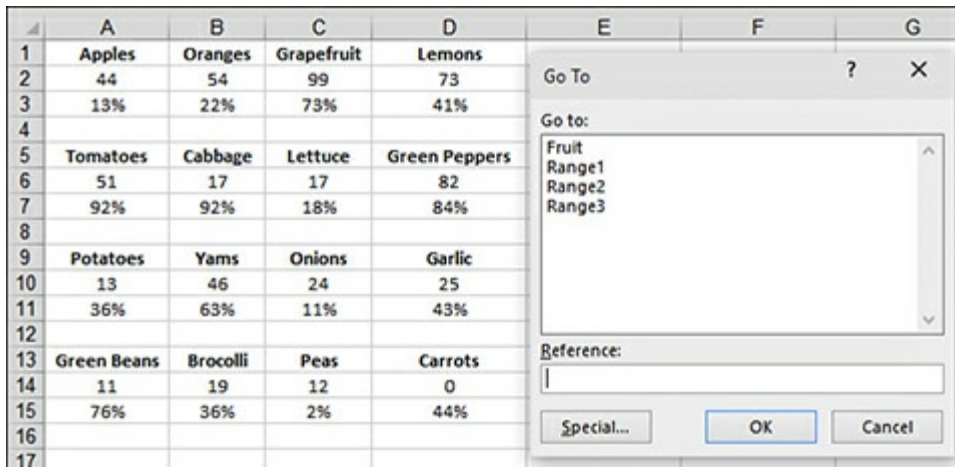 A B C D E F G
1 Apples Oranges Grapefruit Lemons
2 44 54 99 73
3 13% 22% 73% 41%
4
5 Tomatoes Cabbage Lettuce Green Peppers
6 51 17 17 82
7 92% 92% 18% 84%
8
9 Potatoes Yams Onions Garlic
10 13 46 24 25
11 36% 63% 11% 43%
12
13 Green Beans Brocolli Peas Carrots
14 11 19 12 0
15 76% 36% 2% 44%
16
17
Go To ? ×
Go to:
Fruit
Range1
Range2
Range3
Reference:
Special... OK Cancel